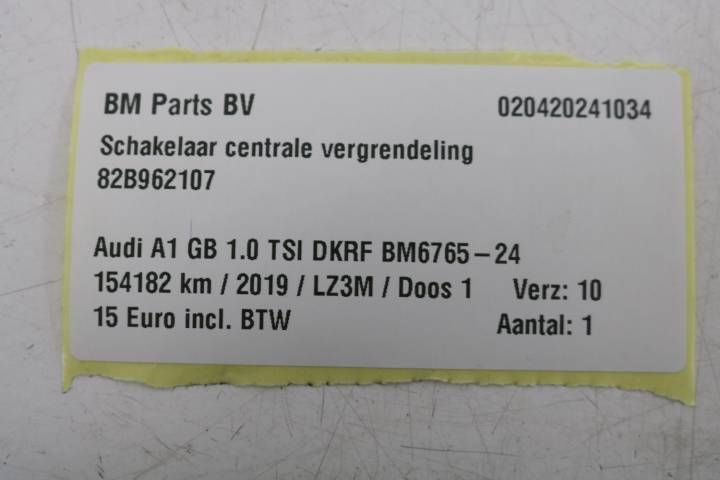 BM Parts BV 020420241034
Schakelaar centrale vergrendeling
82B962107
Audi A1 GB 1.0 TSI DKRF BM6765-24
154182 km / 2019 / LZ3M / Doos 1 Verz: 10
15 Euro incl. BTW Aantal: 1